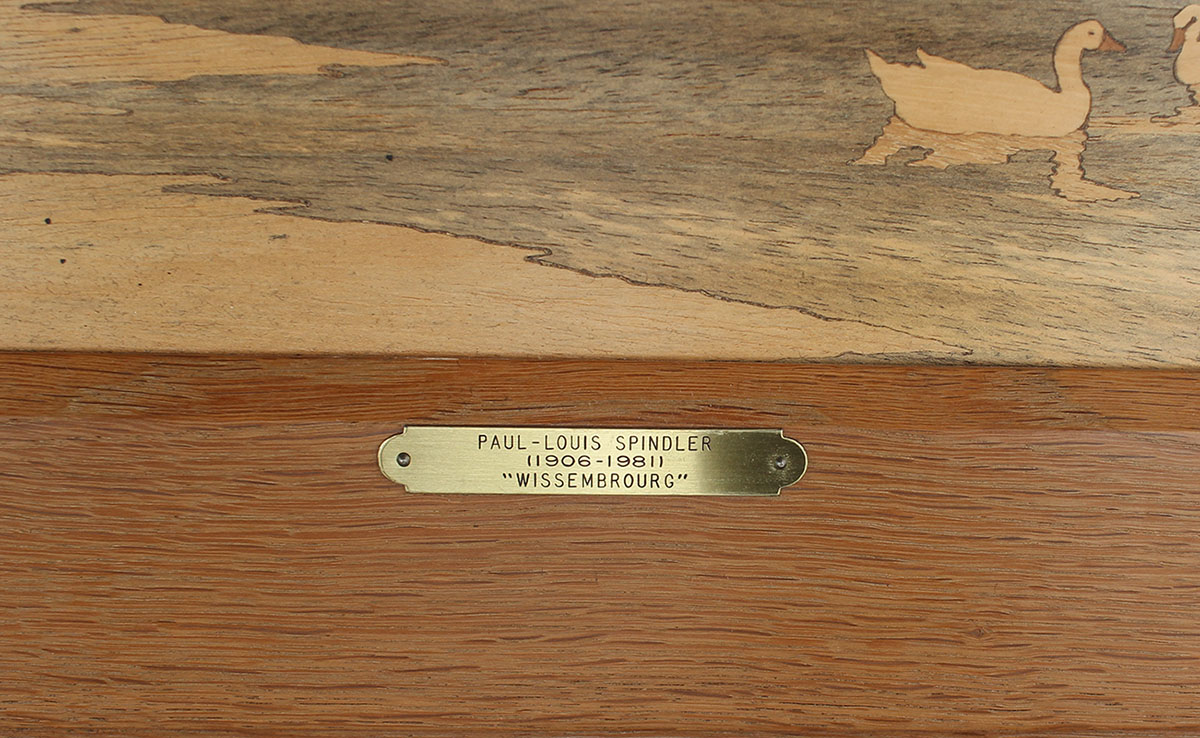 PAUL-LOUIS SPINDLER
(1906-1981)
"WISSEMBROURG"